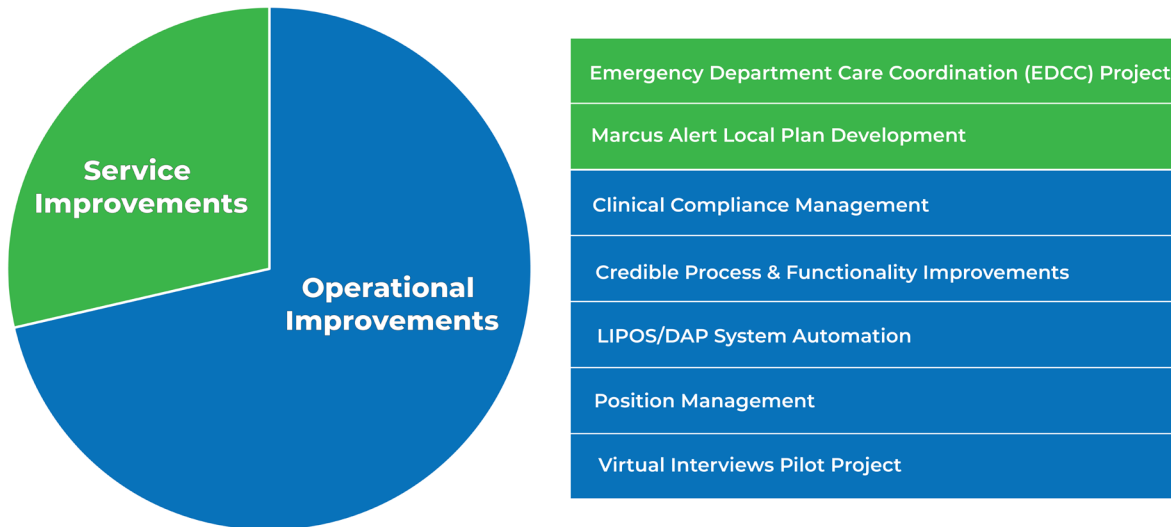 Service
Improvements
Operational
Improvements
Emergency Department Care Coordination (EDCC) Project
Marcus Alert Local Plan Development
Clinical Compliance Management
Credible Process & Functionality Improvements
LIPOS/DAP System Automation
Position Management
Virtual Interviews Pilot Project